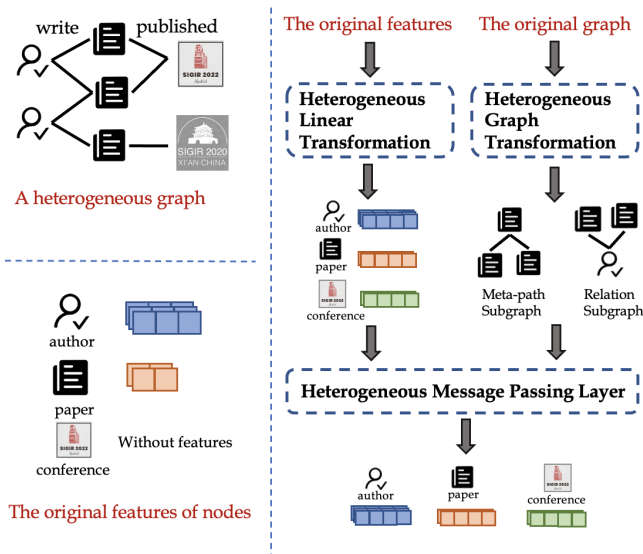 write
published
SIGIR 2022
SIGIR 2020
XI'AN·CHINA
A heterogeneous graph
author
paper
SIGIR 2022
conference
Without features
The original features of nodes
The original features
Heterogeneous
Linear
Transformation
author
paper
SIGIR 2022
conference
The original graph
Heterogeneous
Graph
Transformation
Meta-path
Subgraph
Relation
Subgraph
Heterogeneous Message Passing Layer
author
paper
SIGIR 2022
conference